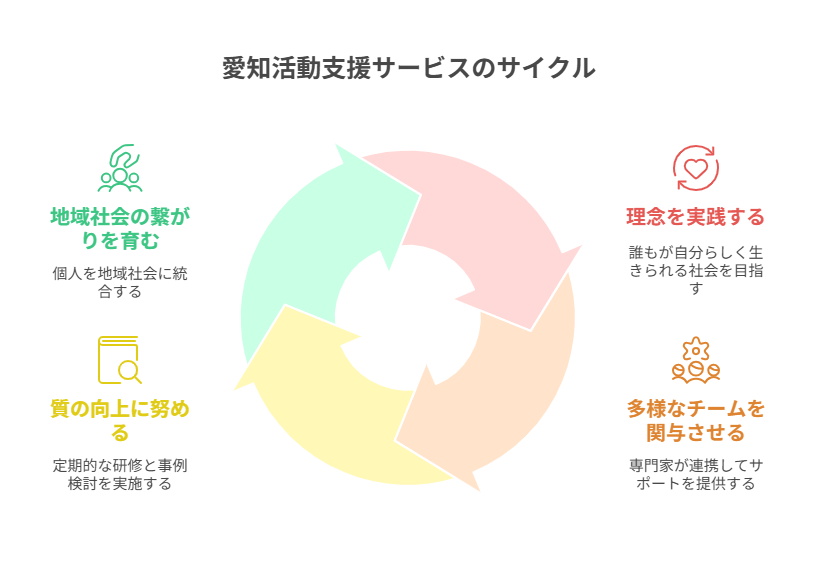 愛知活動支援サービスのサイクル
地域社会の繋が
りを育む
個人を地域社会に統
合する
理念を実践する
誰もが自分らしく生
きられる社会を目指
す
質の向上に努め
る
定期的な研修と事例
検討を実施する
多様なチームを
関与させる
専門家が連携してサ
ポートを提供する